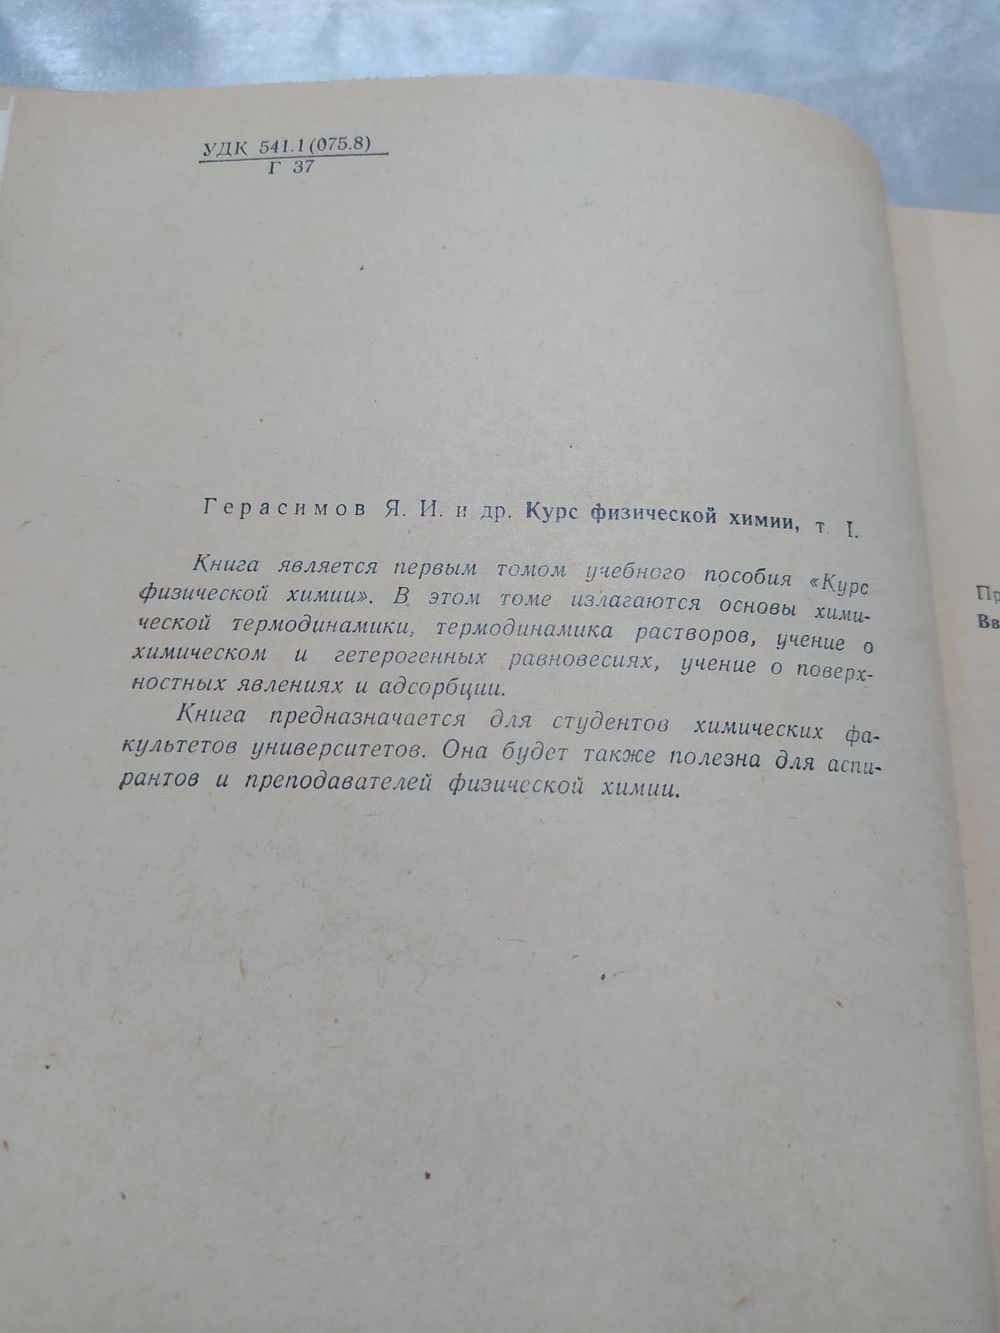 УДК 541.1(075.8)
Г 37
Герасимов Я. И. и др. Курс физической химии, т. I.
Книга является первым томом учебного пособия «Курс
физической химии». В этом томе излагаются основы хими-
ческой термодинамики, термодинамика растворов, учение о
химическом и гетерогенных равновесиях, учение о поверх-
ностных явлениях и адсорбции.
Книга предназначается для студентов химических фа-
культетов университетов. Она будет также полезна для аспи-
рантов и преподавателей физической химии.
Пр
Вв